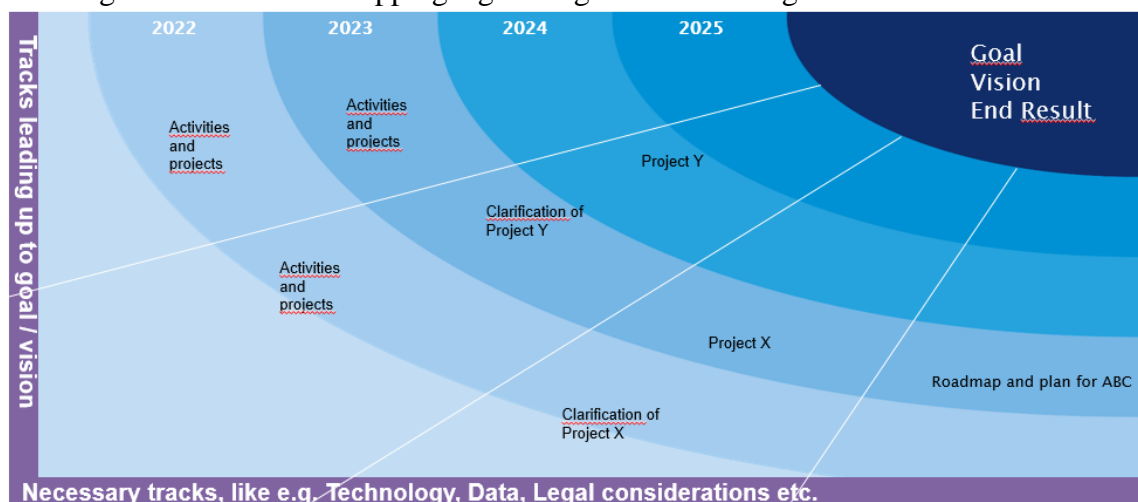 2022
2023
2024
2025
Goal
Vision
End Result
Activities
and
projects
Activities
and
projects
Project Y
Clarification of
Project Y
Activities
and
projects
Project X
Roadmap and plan for ABC
Clarification of
Project X
Tracks leading up to goal / vision
Necessary tracks, like e.g. Technology, Data, Legal considerations etc.